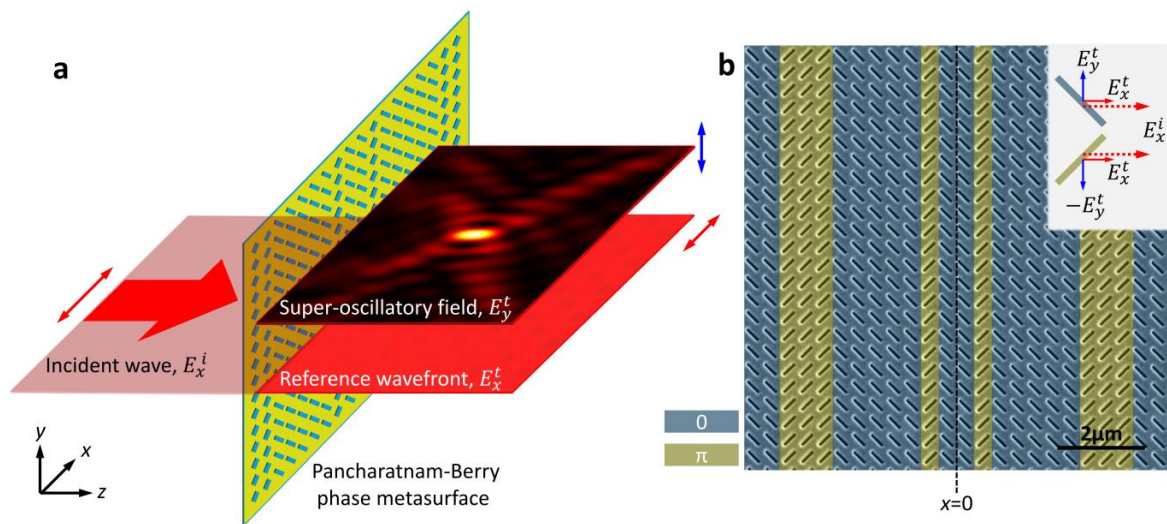 a
Super-oscillatory field, E_y^t
Incident wave, E_x^i
Reference wavefront, E_x^t
Pancharatnam-Berry
phase metasurface
y
x
z
b
E_y^t
E_x^t
E_x^i
E_x^t
−E_y^t
0
π
2μm
x=0